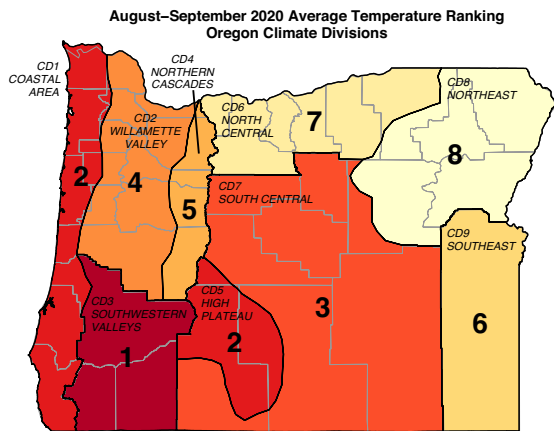 August–September 2020 Average Temperature Ranking
Oregon Climate Divisions
CD1
COASTAL
AREA
CD4
NORTHERN
CASCADES
CD2
WILLAMETTE
VALLEY
CD6
NORTH
CENTRAL
CD8
NORTHEAST
7
8
2
4
5
CD7
SOUTH CENTRAL
CD9
SOUTHEAST
CD3
SOUTHWESTERN
VALLEYS
CD5
HIGH
PLATEAU
3
6
1
2